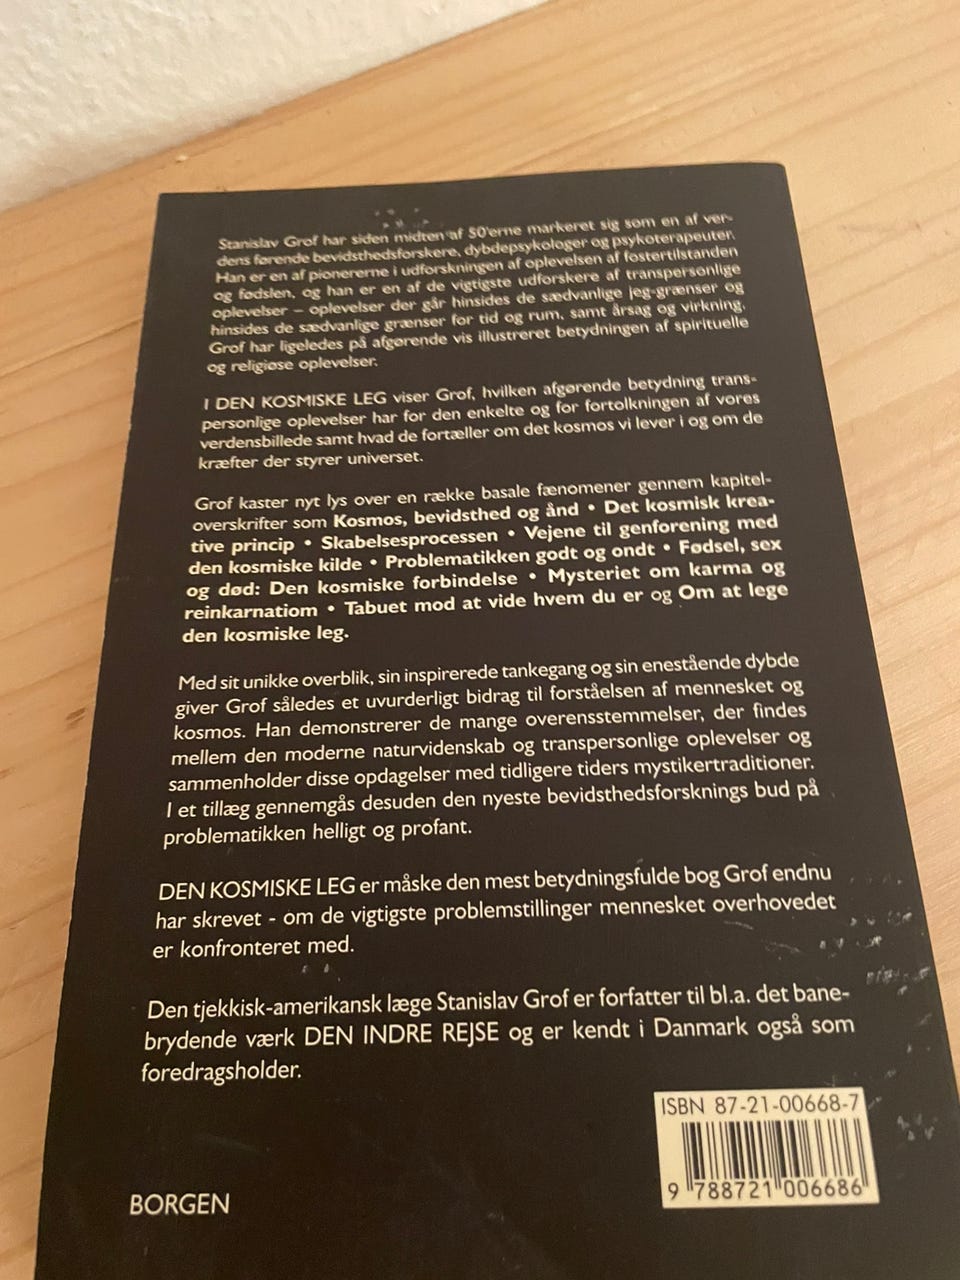 Stanislav Grof har siden midten af 50'erne markeret sig som en af ver-
dens førende bevidsthedsforskere, dybdepsykologer og psykoterapeuter.
Han er en af pionererne i udforskningen af oplevelsen af fostertilstanden
og fødslen, og han er en af de vigtigste udforskere af transpersonlige
oplevelser – oplevelser der går hinsides de sædvanlige jeg-grænser og
hinsides de sædvanlige grænser for tid og rum, samt årsag og virkning.
Grof har ligeledes på afgørende vis illustreret betydningen af spirituelle
og religiøse oplevelser.
I DEN KOSMISKE LEG viser Grof, hvilken afgørende betydning trans-
personlige oplevelser har for den enkelte og for fortolkningen af vores
verdensbillede samt hvad de fortæller om det kosmos vi lever i og om de
kræfter der styrer universet.
Grof kaster nyt lys over en række basale fænomener gennem kapitel-
overskrifter som Kosmos, bevidsthed og ånd • Det kosmisk krea-
tive princip • Skabelsesprocessen • Vejene til genforening med
den kosmiske kilde • Problematikken godt og ondt • Fødsel, sex
og død: Den kosmiske forbindelse • Mysteriet om karma og
reinkarnatiom • Tabuet mod at vide hvem du er og Om at lege
den kosmiske leg.
Med sit unikke overblik, sin inspirerede tankegang og sin enestående dybde
giver Grof således et uvurderligt bidrag til forståelsen af mennesket og
kosmos. Han demonstrerer de mange overensstemmelser, der findes
mellem den moderne naturvidenskab og transpersonlige oplevelser og
sammenholder disse opdagelser med tidligere tiders mystikertraditioner.
I et tillæg gennemgås desuden den nyeste bevidsthedsforsknings bud på
problematikken helligt og profant.
DEN KOSMISKE LEG er måske den mest betydningsfulde bog Grof endnu
har skrevet - om de vigtigste problemstillinger mennesket overhovedet
er konfronteret med.
Den tjekkisk-amerikansk læge Stanislav Grof er forfatter til bl.a. det bane-
brydende værk DEN INDRE REJSE og er kendt i Danmark også som
foredragsholder.
ISBN 87-21-00668-7
9 788721 006686
BORGEN